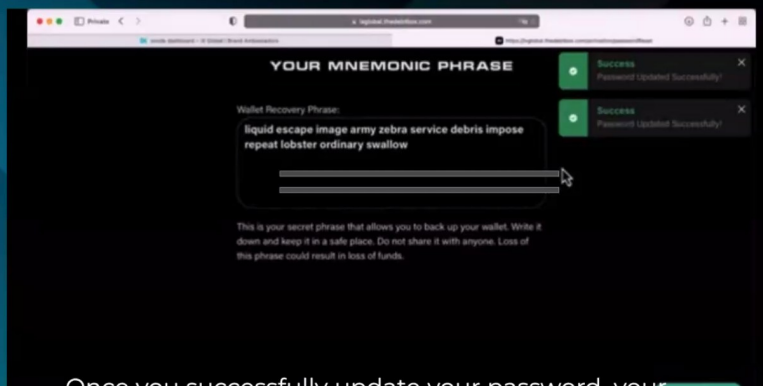 Private
YOUR MNEMONIC PHRASE
Success
Password Updated Successfully!
Success
Password Updated Successfully!
Wallet Recovery Phrase:
liquid escape image army zebra service debris impose
repeat lobster ordinary swallow
This is your secret phrase that allows you to back up your wallet. Write it
down and keep it in a safe place. Do not share it with anyone. Loss of
this phrase could result in loss of funds.
Once you successfully update your password, your